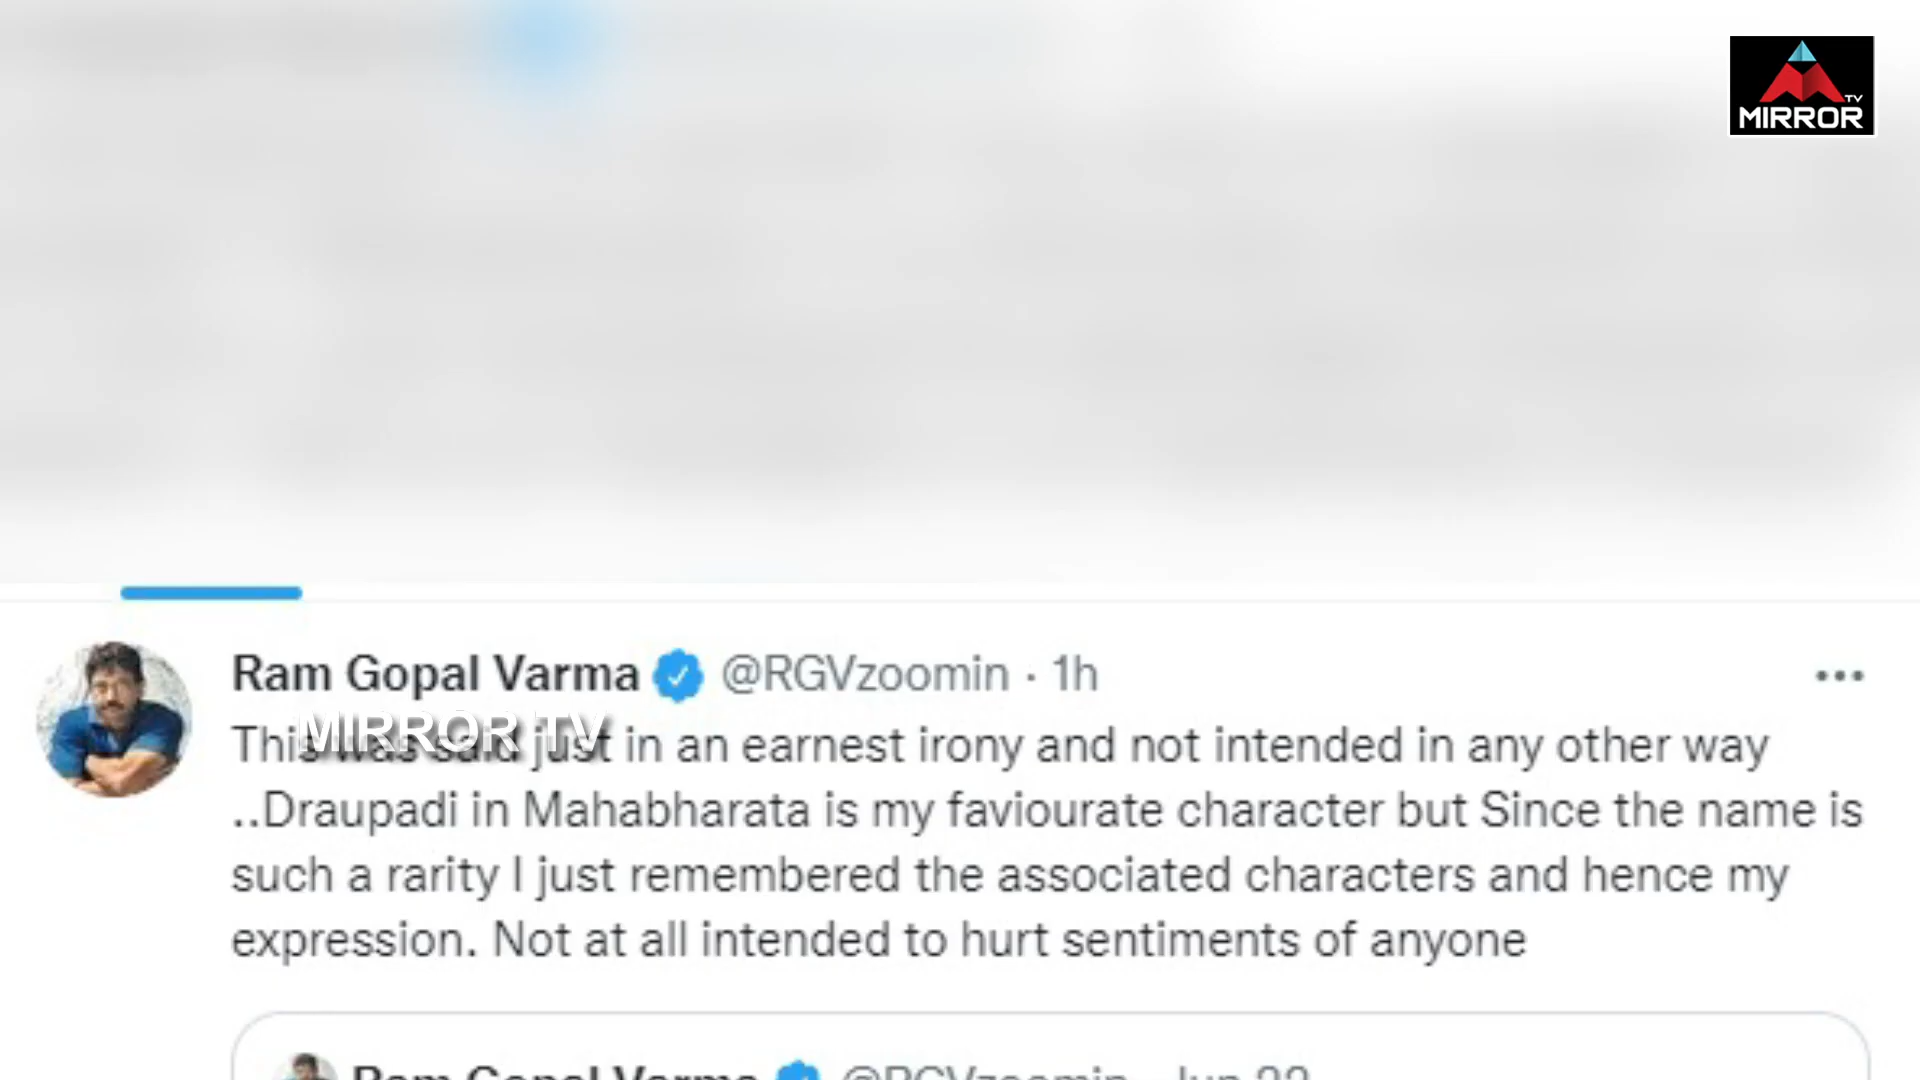 TV
MIRROR
Ram Gopal Varma @RGVzoomin · 1h
MIRROR TV
This was said just in an earnest irony and not intended in any other way
..Draupadi in Mahabharata is my faviourate character but Since the name is
such a rarity I just remembered the associated characters and hence my
expression. Not at all intended to hurt sentiments of anyone
Ram Gopal Varma @RGVzoomin · Jun 22